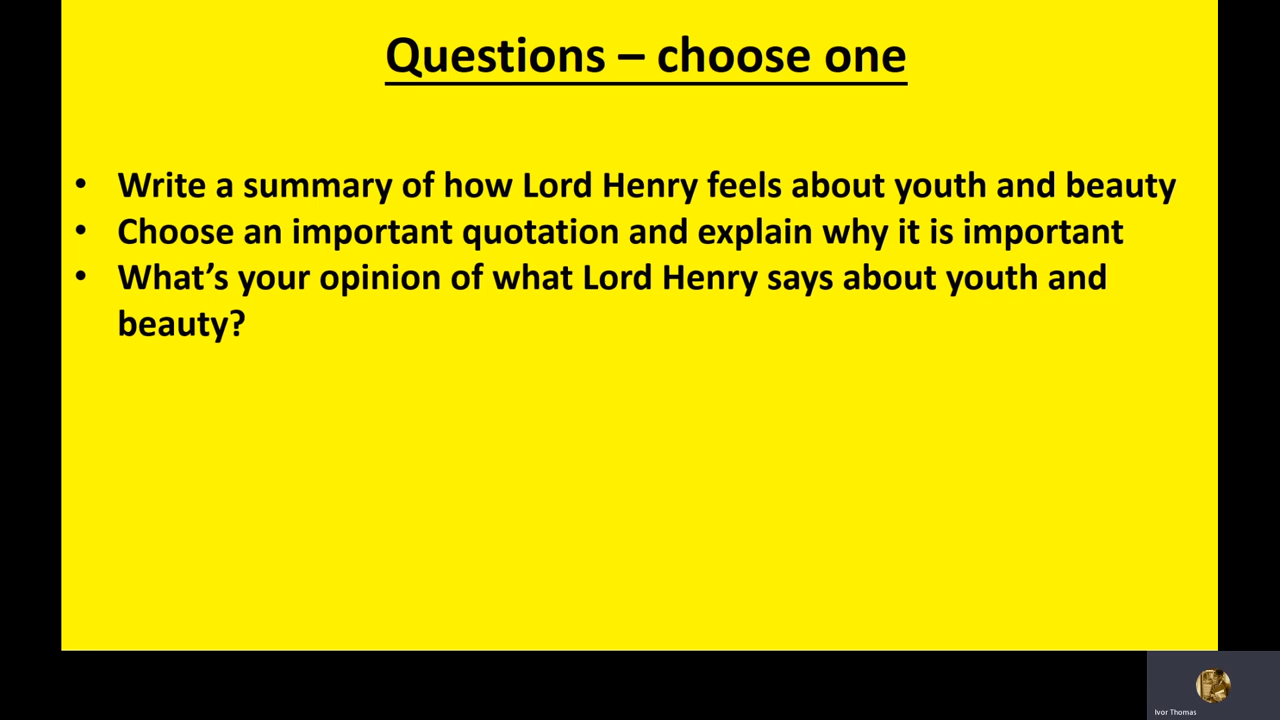 Questions – choose one
• Write a summary of how Lord Henry feels about youth and beauty
• Choose an important quotation and explain why it is important
• What’s your opinion of what Lord Henry says about youth and
beauty?
Ivor Thomas